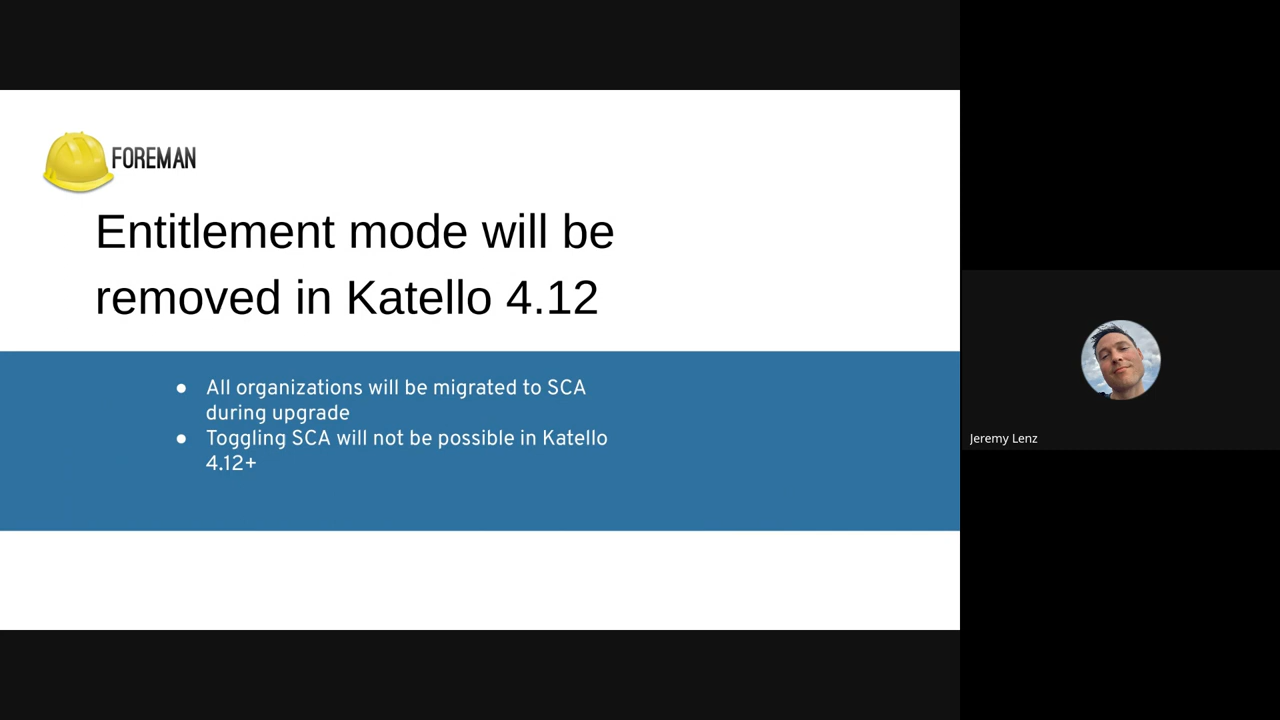 FOREMAN
Entitlement mode will be
removed in Katello 4.12
● All organizations will be migrated to SCA
during upgrade
● Toggling SCA will not be possible in Katello
4.12+
Jeremy Lenz